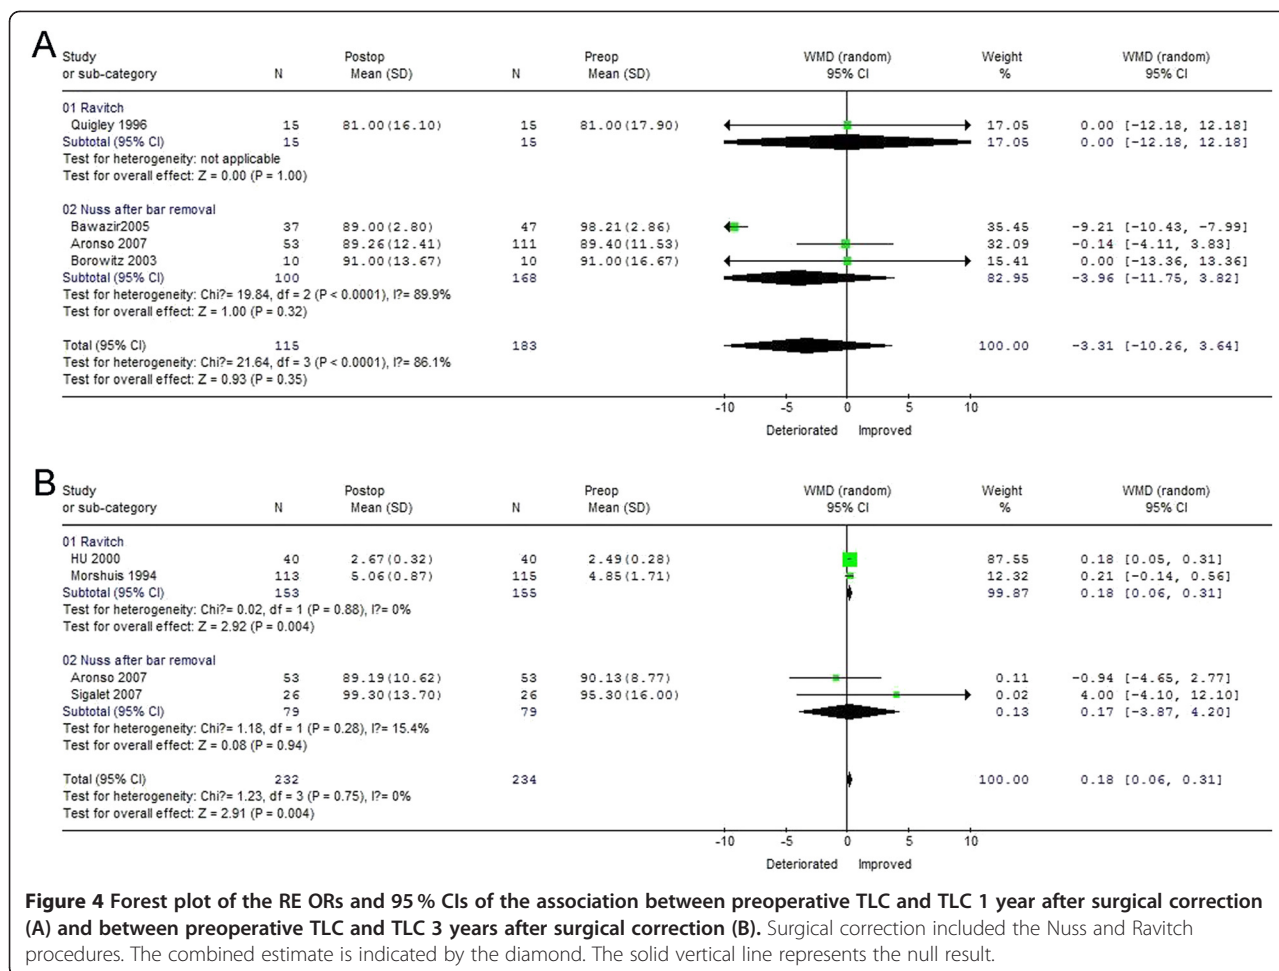 A
Study Postop Preop WMD (random) Weight WMD (random)
or sub-category N Mean (SD) N Mean (SD) 95% CI % 95% CI
01 Ravitch
Quigley 1996 15 81.00(16.10) 15 81.00(17.90) 17.05 0.00 [-12.18, 12.18]
Subtotal (95% CI) 15 15 17.05 0.00 [-12.18, 12.18]
Test for heterogeneity: not applicable
Test for overall effect: Z = 0.00 (P = 1.00)
02 Nuss after bar removal
Bawazir2005 37 89.00(2.80) 47 98.21(2.86) 35.45 -9.21 [-10.43, -7.99]
Aronso 2007 53 89.26(12.41) 111 89.40(11.53) 32.09 -0.14 [-4.11, 3.83]
Borowitz 2003 10 91.00(13.67) 10 91.00(16.67) 15.41 0.00 [-13.36, 13.36]
Subtotal (95% CI) 100 168 82.95 -3.96 [-11.75, 3.82]
Test for heterogeneity: Chi?= 19.84, df = 2 (P < 0.0001), I?= 89.9%
Test for overall effect: Z = 1.00 (P = 0.32)
Total (95% CI) 115 183 100.00 -3.31 [-10.26, 3.64]
Test for heterogeneity: Chi?= 21.64, df = 3 (P < 0.0001), I?= 86.1%
Test for overall effect: Z = 0.93 (P = 0.35)
-10 -5 0 5 10
Deteriorated Improved
B
Study Postop Preop WMD (random) Weight WMD (random)
or sub-category N Mean (SD) N Mean (SD) 95% CI % 95% CI
01 Ravitch
HU 2000 40 2.67(0.32) 40 2.49(0.28) 87.55 0.18 [0.05, 0.31]
Morshuis 1994 113 5.06(0.87) 115 4.85(1.71) 12.32 0.21 [-0.14, 0.56]
Subtotal (95% CI) 153 155 99.87 0.18 [0.06, 0.31]
Test for heterogeneity: Chi?= 0.02, df = 1 (P = 0.88), I?= 0%
Test for overall effect: Z = 2.92 (P = 0.004)
02 Nuss after bar removal
Aronso 2007 53 89.19(10.62) 53 90.13(8.77) 0.11 -0.94 [-4.65, 2.77]
Sigalet 2007 26 99.30(13.70) 26 95.30(16.00) 0.02 4.00 [-4.10, 12.10]
Subtotal (95% CI) 79 79 0.13 0.17 [-3.87, 4.20]
Test for heterogeneity: Chi?= 1.18, df = 1 (P = 0.28), I?= 15.4%
Test for overall effect: Z = 0.08 (P = 0.94)
Total (95% CI) 232 234 100.00 0.18 [0.06, 0.31]
Test for heterogeneity: Chi?= 1.23, df = 3 (P = 0.75), I?= 0%
Test for overall effect: Z = 2.91 (P = 0.004)
-10 -5 0 5 10
Deteriorated Improved
Figure 4 Forest plot of the RE ORs and 95 % CIs of the association between preoperative TLC and TLC 1 year after surgical correction
(A) and between preoperative TLC and TLC 3 years after surgical correction (B). Surgical correction included the Nuss and Ravitch
procedures. The combined estimate is indicated by the diamond. The solid vertical line represents the null result.